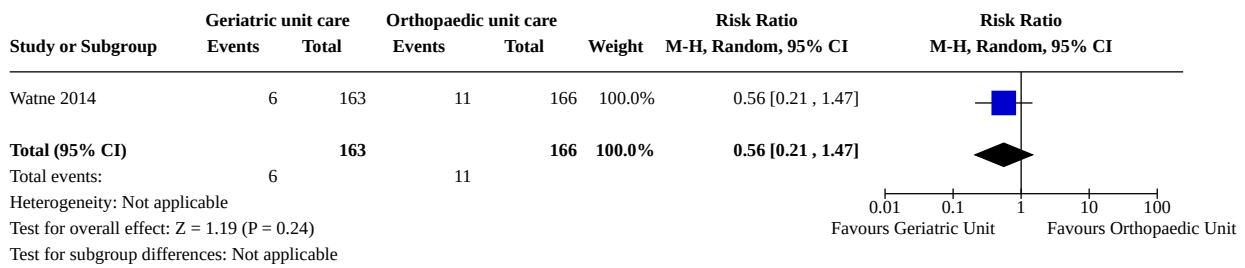 Geriatric unit care Orthopaedic unit care Risk Ratio Risk Ratio
Study or Subgroup Events Total Events Total Weight M-H, Random, 95% CI M-H, Random, 95% CI
Watne 2014 6 163 11 166 100.0% 0.56 [0.21 , 1.47]
Total (95% CI) 163 166 100.0% 0.56 [0.21 , 1.47]
Total events: 6 11
Heterogeneity: Not applicable
0.01 0.1 1 10 100
Test for overall effect: Z = 1.19 (P = 0.24)
Favours Geriatric Unit Favours Orthopaedic Unit
Test for subgroup differences: Not applicable